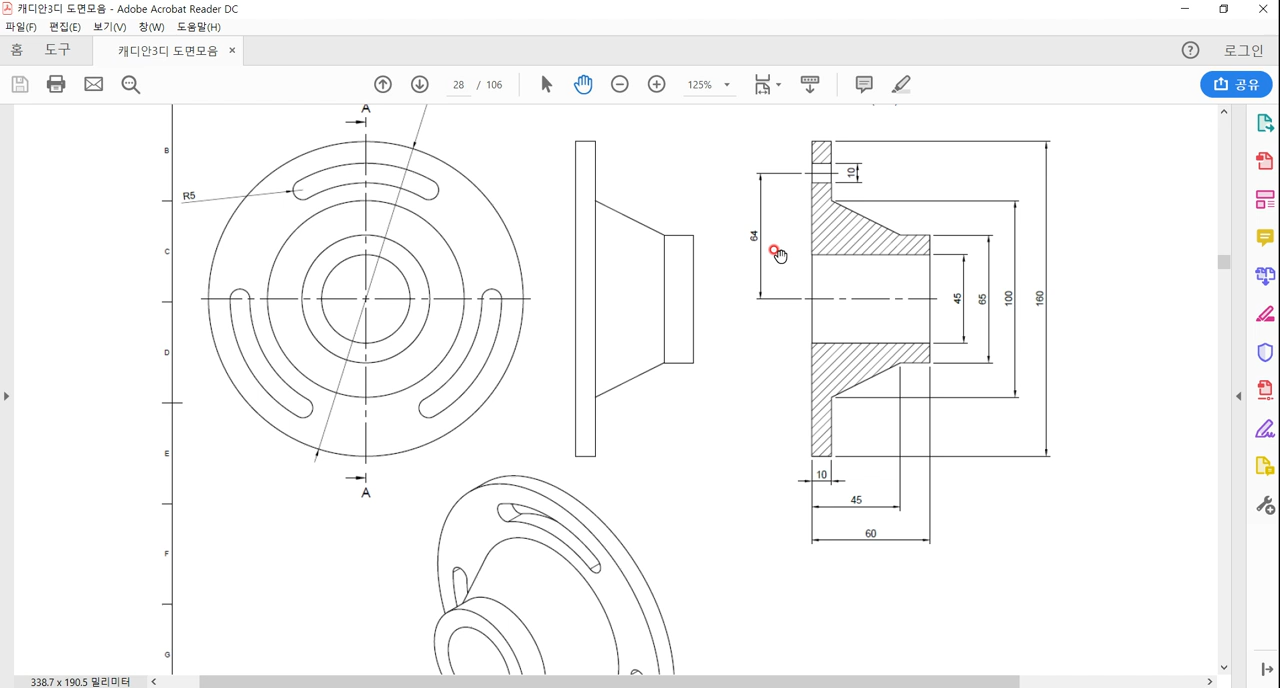 캐디안3디 도면모음 - Adobe Acrobat Reader DC
파일(F) 편집(E) 보기(V) 창(W) 도움말(H)
홈 도구 캐디안3디 도면모음 × ? 로그인
28 / 106 125% 공유
A
B
R5
C
D
E
A
F
G
10
64
45
65
100
160
10
45
60
338.7 x 190.5 밀리미터